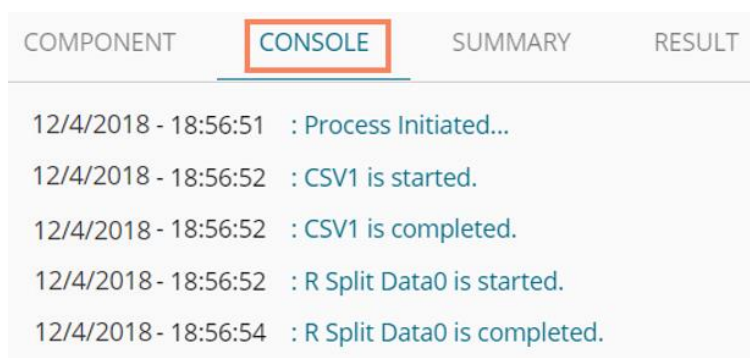 COMPONENT CONSOLE SUMMARY RESULT
12/4/2018 - 18:56:51 : Process Initiated...
12/4/2018 - 18:56:52 : CSV1 is started.
12/4/2018 - 18:56:52 : CSV1 is completed.
12/4/2018 - 18:56:52 : R Split Data0 is started.
12/4/2018 - 18:56:54 : R Split Data0 is completed.